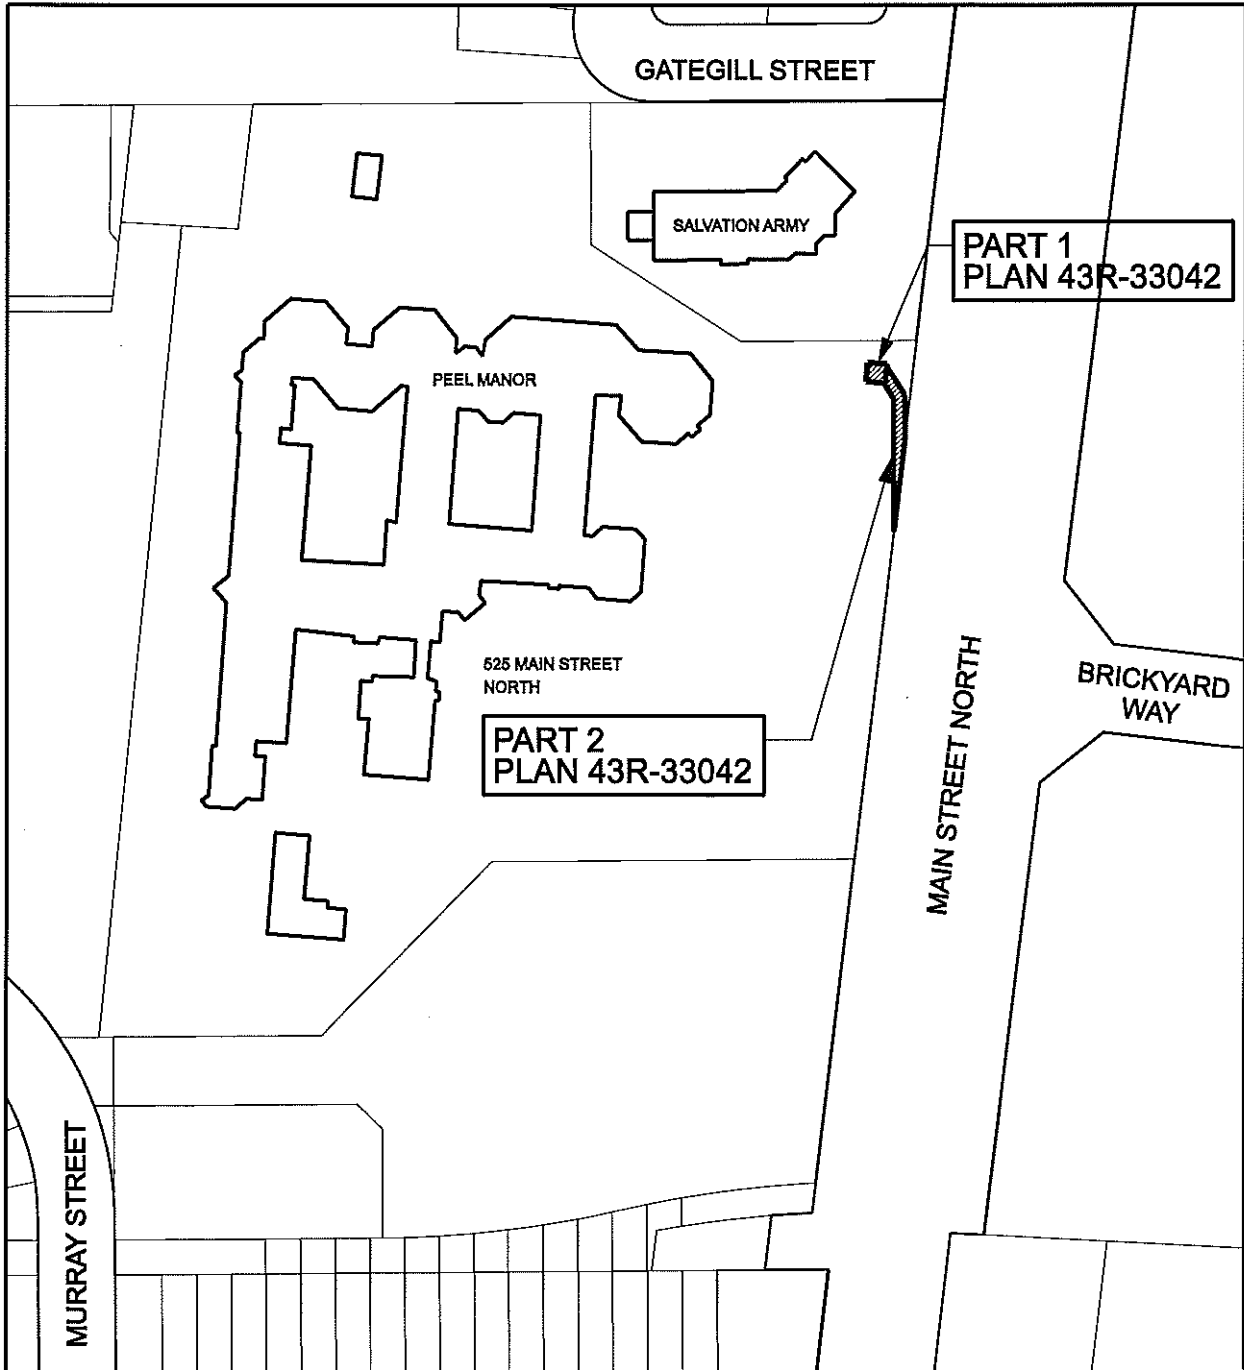 GATEGILL STREET
SALVATION ARMY
PART 1
PLAN 43R-33042
PEEL MANOR
525 MAIN STREET
NORTH
PART 2
PLAN 43R-33042
MAIN STREET NORTH
BRICKYARD
WAY
MURRAY STREET